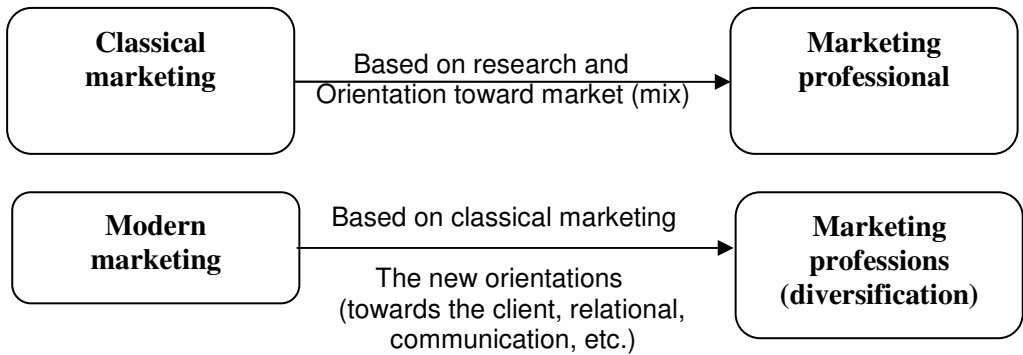 Classical
marketing
Based on research and
Orientation toward market (mix)
Marketing
professional
Modern
marketing
Based on classical marketing
The new orientations
(towards the client, relational,
communication, etc.)
Marketing
professions
(diversification)